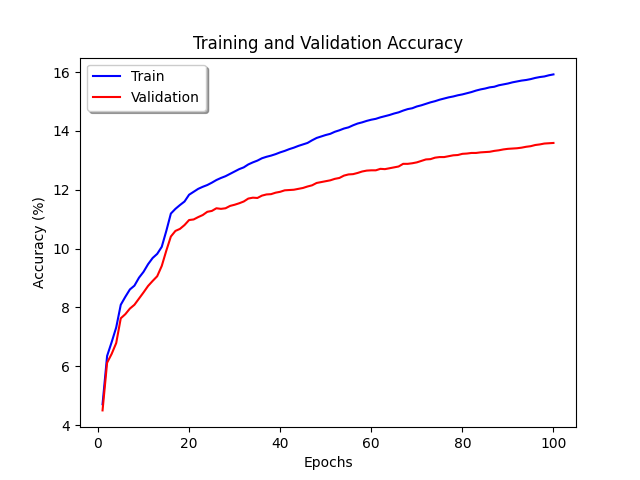 Training and Validation Accuracy
Train
Validation
16
14
12
10
8
6
4
Accuracy (%)
0 20 40 60 80 100
Epochs